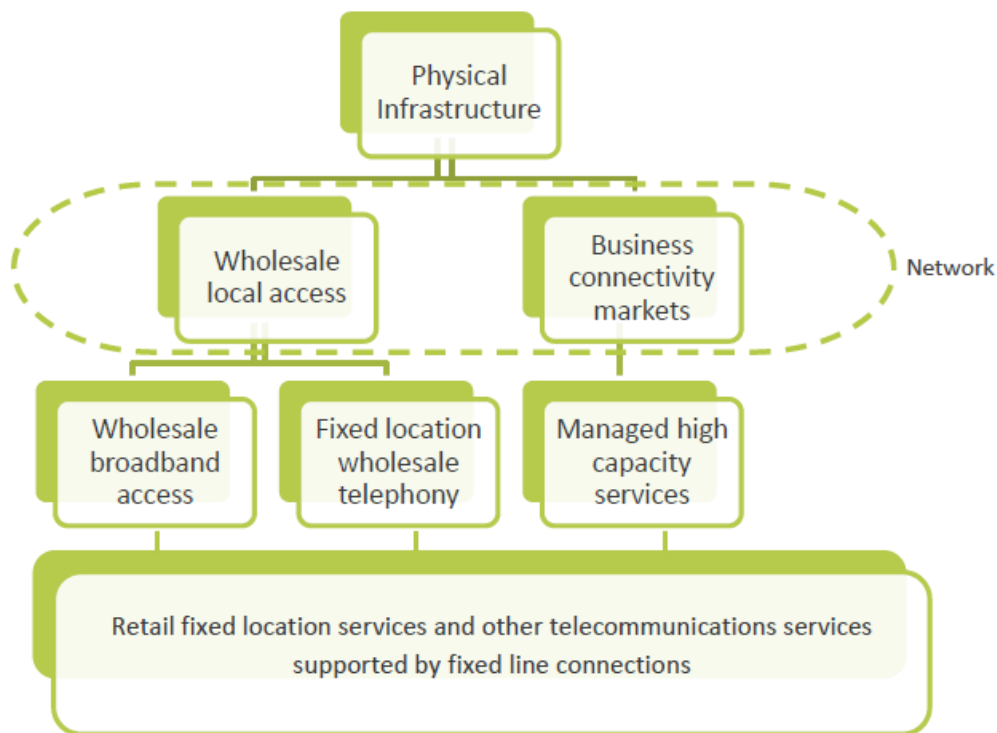 Physical
Infrastructure
Wholesale
local access
Business
connectivity
markets
Network
Wholesale
broadband
access
Fixed location
wholesale
telephony
Managed high
capacity
services
Retail fixed location services and other telecommunications services
supported by fixed line connections